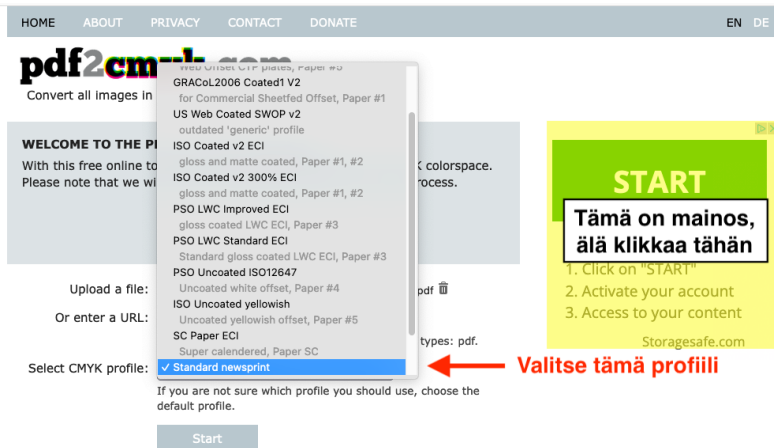 HOME ABOUT PRIVACY CONTACT DONATE EN DE
pdf2cmyk.com
Convert all images in
Web Offset CTP plates, Paper #5
GRACoL2006 Coated1 V2
for Commercial Sheetfed Offset, Paper #1
US Web Coated SWOP v2
outdated 'generic' profile
ISO Coated v2 ECI
gloss and matte coated, Paper #1, #2
ISO Coated v2 300% ECI
gloss and matte coated, Paper #1, #2
PSO LWC Improved ECI
gloss coated LWC ECI, Paper #3
PSO LWC Standard ECI
Standard gloss coated LWC ECI, Paper #3
PSO Uncoated ISO12647
Uncoated white offset, Paper #4
ISO Uncoated yellowish
Uncoated yellowish offset, Paper #5
SC Paper ECI
Super calendered, Paper SC
✓ Standard newsprint
WELCOME TO THE
With this free online to K colorspace.
Please note that we wi rocess.
Upload a file: pdf
Or enter a URL:
types: pdf.
Select CMYK profile:
If you are not sure which profile you should use, choose the
default profile.
Start
START
Tämä on mainos,
älä klikkaa tähän
1. Click on "START"
2. Activate your account
3. Access to your content
Storagesafe.com
Valitse tämä profiili